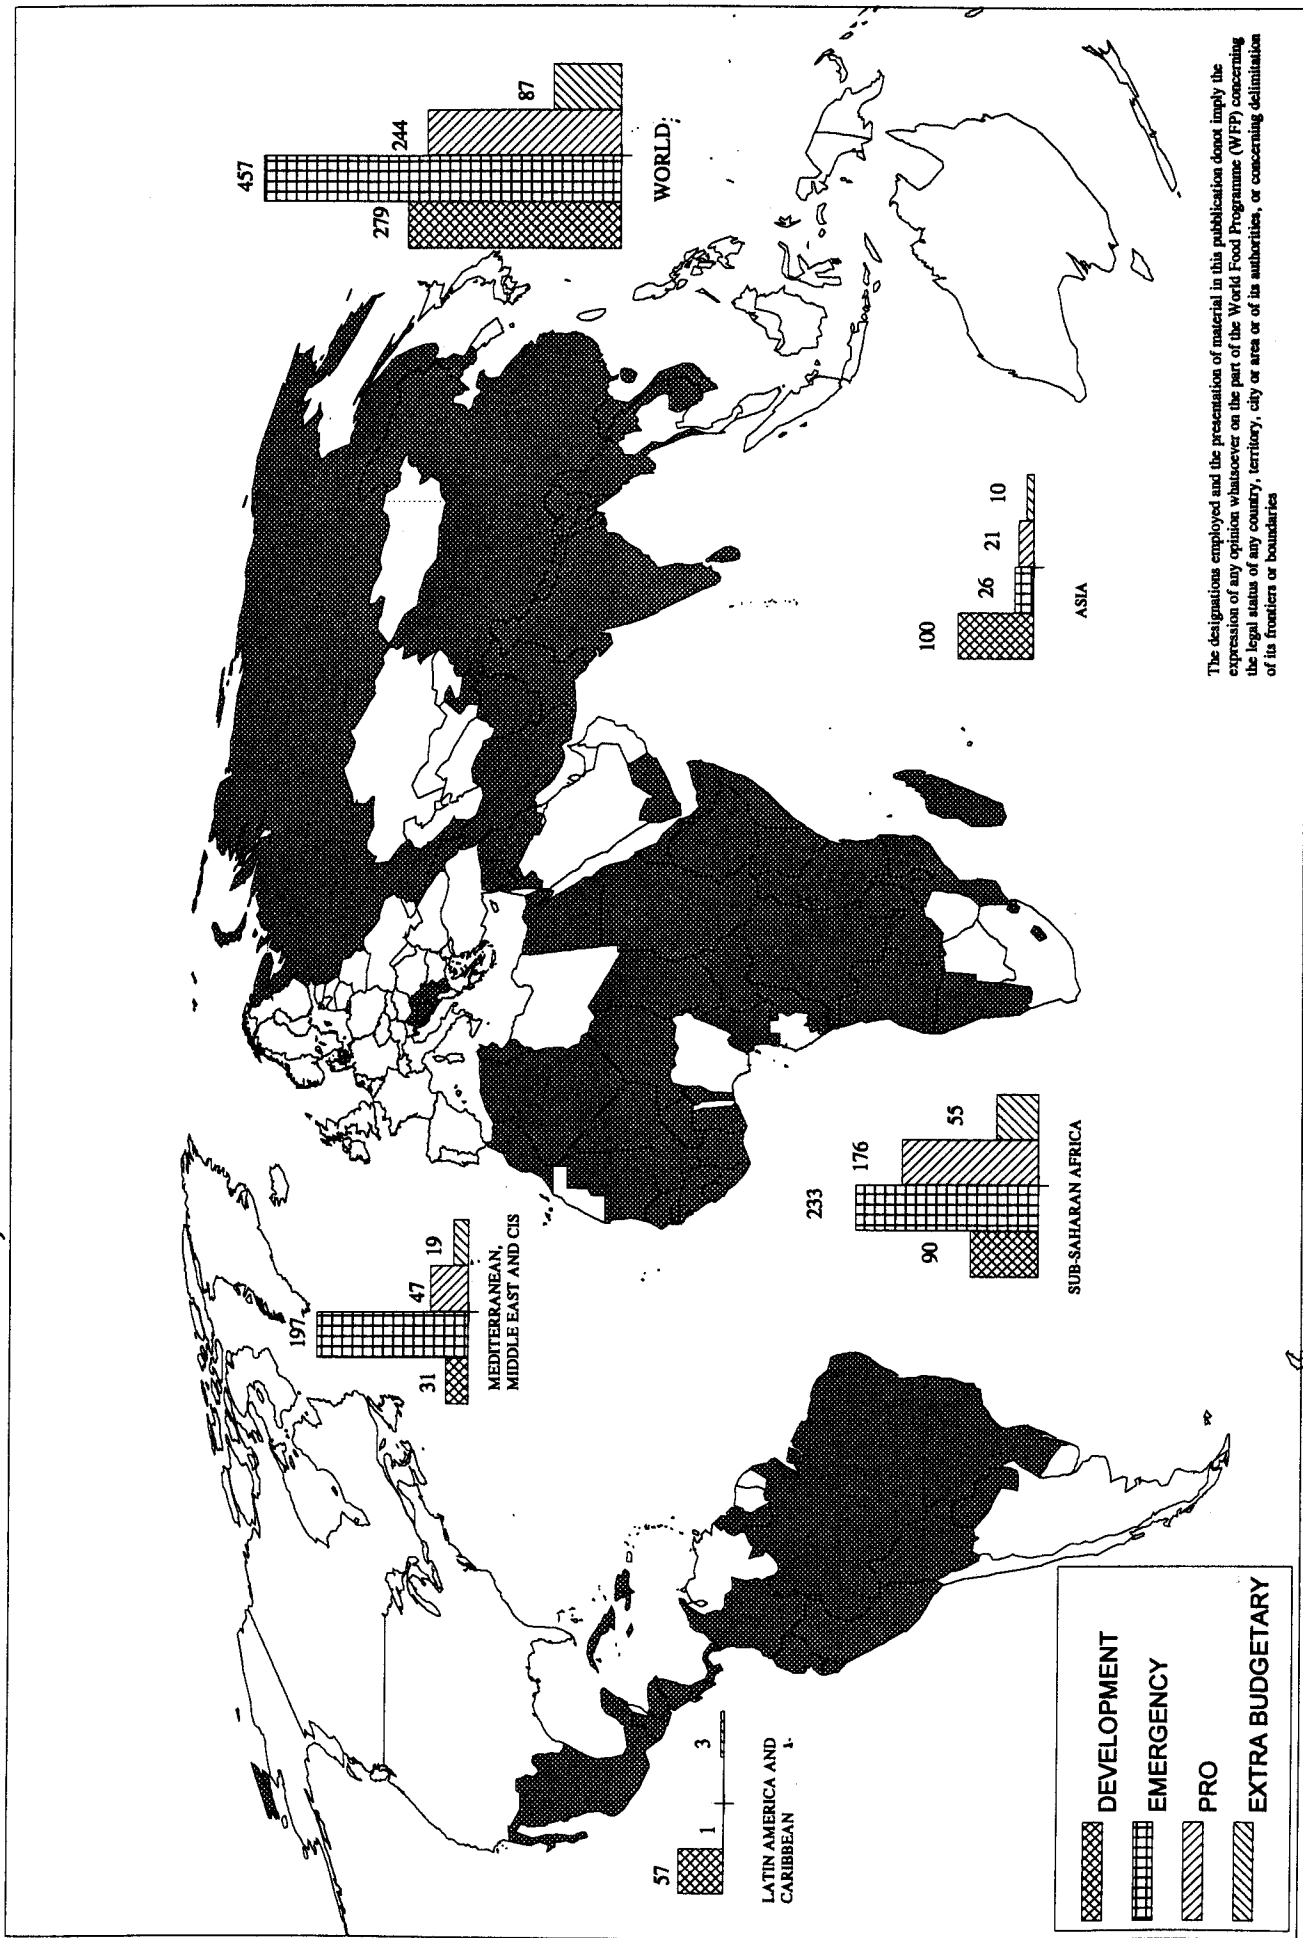 457
279
244
87
WORLD
197
31
47
19
MEDITERRANEAN,
MIDDLE EAST AND CIS
233
90
176
55
SUB-SAHARAN AFRICA
100
26
21
10
ASIA
57
1
3
LATIN AMERICA AND
CARIBBEAN
DEVELOPMENT
EMERGENCY
PRO
EXTRA BUDGETARY
The designations employed and the presentation of material in this publication donot imply the
expression of any opinion whatsoever on the part of the World Food Programme (WFP) concerning
the legal status of any country, territory, city or area or of its authorities, or concerning delimitation
of its frontiers or boundaries